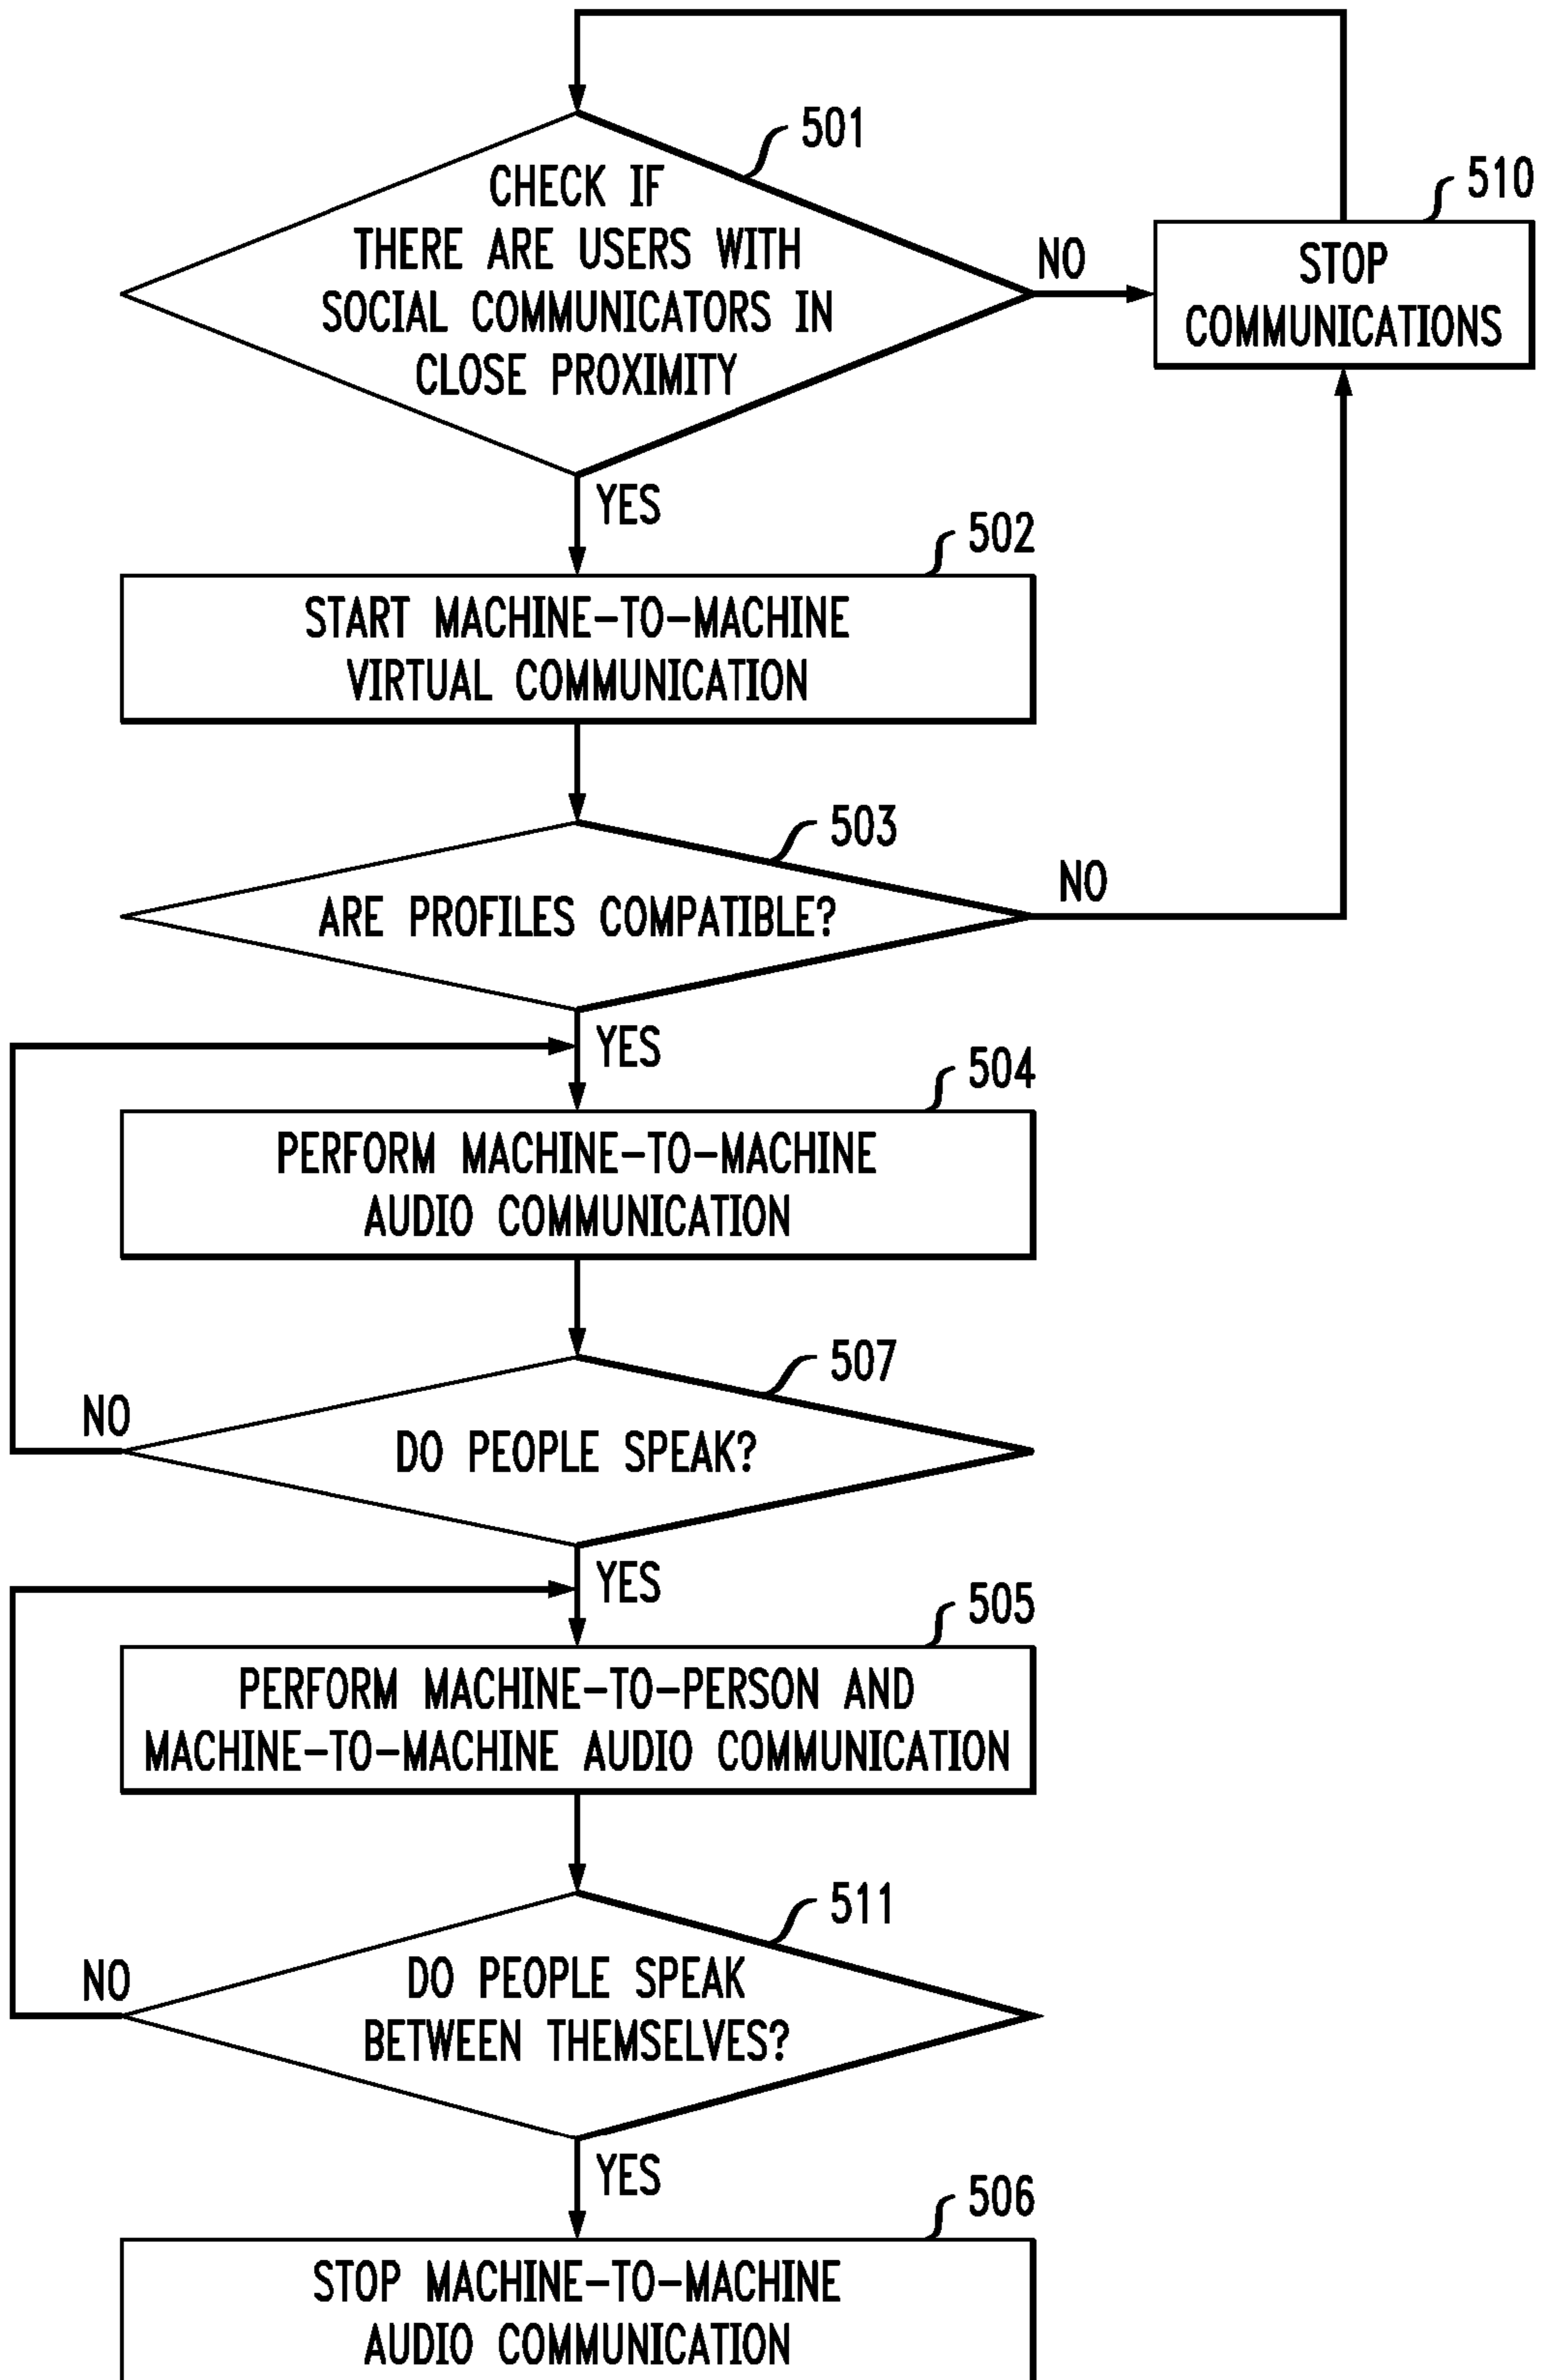 501
CHECK IF
THERE ARE USERS WITH
SOCIAL COMMUNICATORS IN
CLOSE PROXIMITY
NO
510
STOP
COMMUNICATIONS
YES
502
START MACHINE-TO-MACHINE
VIRTUAL COMMUNICATION
503
ARE PROFILES COMPATIBLE?
NO
YES
504
PERFORM MACHINE-TO-MACHINE
AUDIO COMMUNICATION
507
DO PEOPLE SPEAK?
NO
YES
505
PERFORM MACHINE-TO-PERSON AND
MACHINE-TO-MACHINE AUDIO COMMUNICATION
511
DO PEOPLE SPEAK
BETWEEN THEMSELVES?
NO
YES
506
STOP MACHINE-TO-MACHINE
AUDIO COMMUNICATION